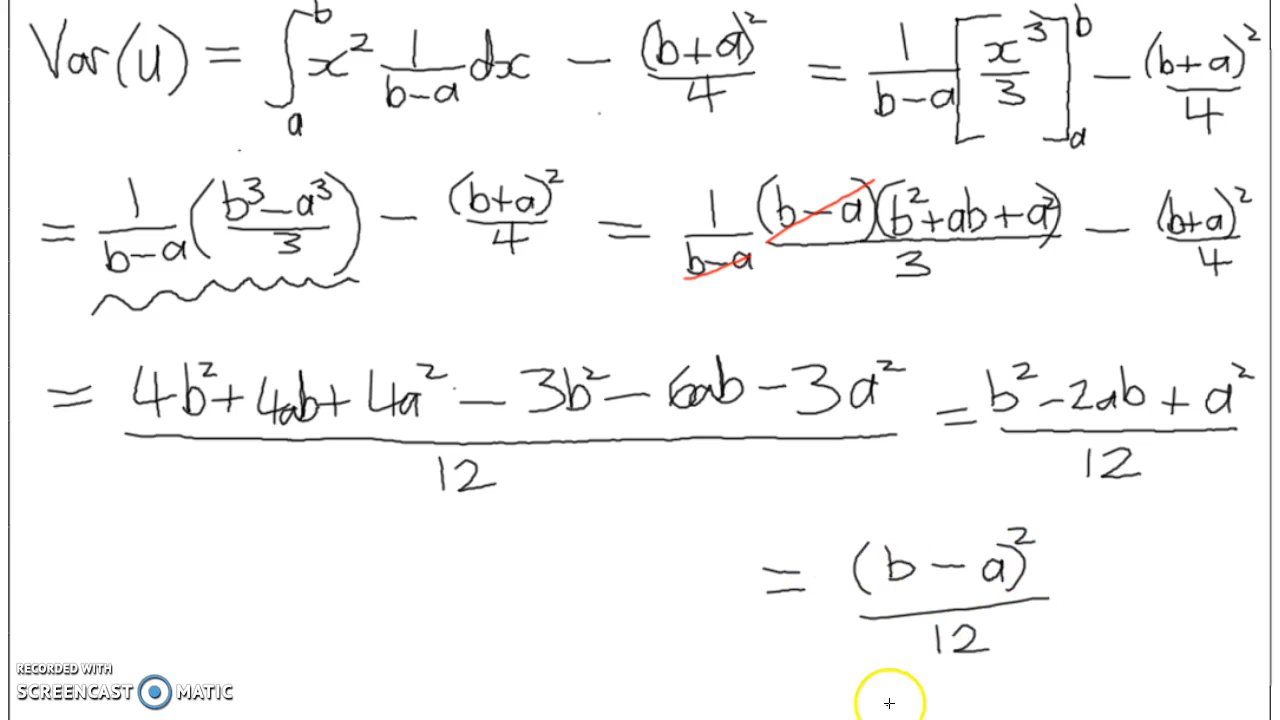 Var(U) = ∫_a^b x² 1/(b-a) dx - (b+a)²/4 = 1/(b-a) [x³/3]_a^b - (b+a)²/4
= 1/(b-a) ((b³-a³)/3) - (b+a)²/4 = 1/(b-a) (b-a)(b²+ab+a²)/3 - (b+a)²/4
= (4b²+4ab+4a² - 3b² - 6ab - 3a²)/12 = (b²-2ab+a²)/12
= (b-a)²/12
RECORDED WITH
SCREENCAST MATIC